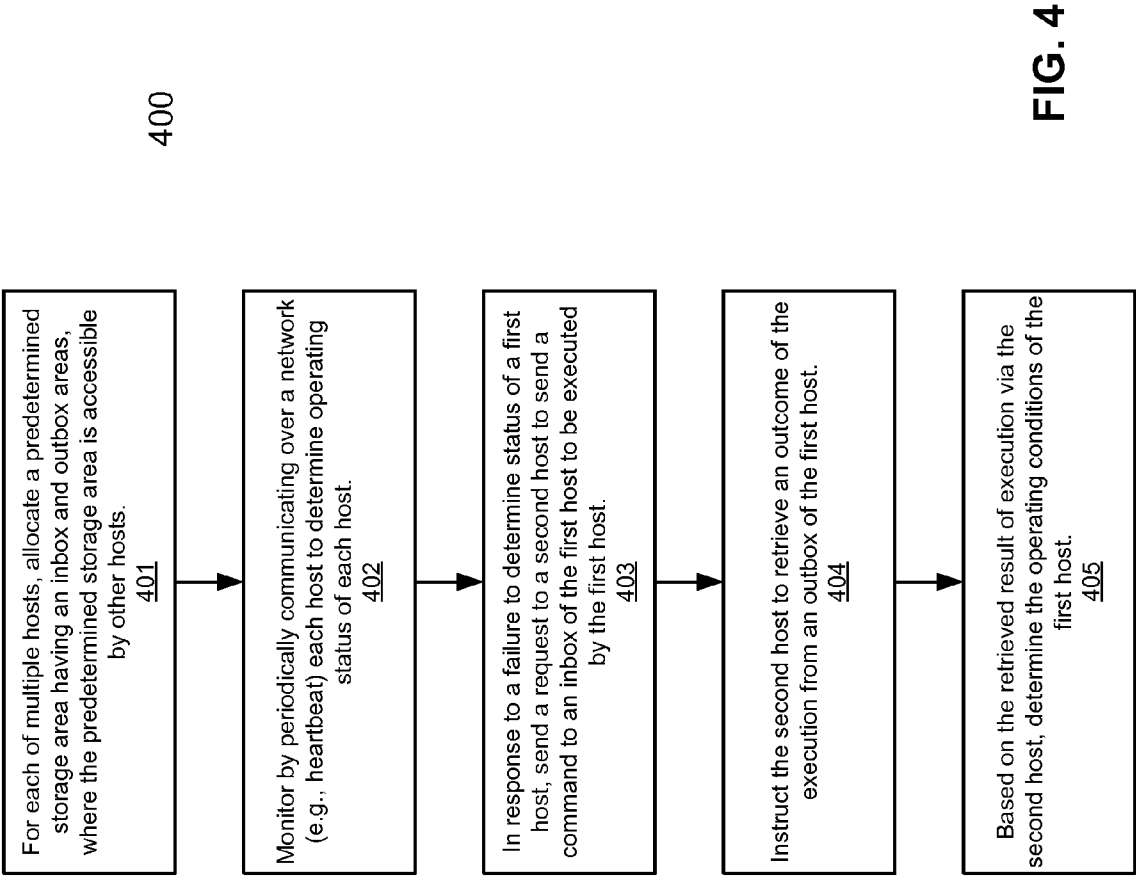 400
For each of multiple hosts, allocate a predetermined
storage area having an inbox and outbox areas,
where the predetermined storage area is accessible
by other hosts.
401
Monitor by periodically communicating over a network
(e.g., heartbeat) each host to determine operating
status of each host.
402
In response to a failure to determine status of a first
host, send a request to a second host to send a
command to an inbox of the first host to be executed
by the first host.
403
Instruct the second host to retrieve an outcome of the
execution from an outbox of the first host.
404
Based on the retrieved result of execution via the
second host, determine the operating conditions of the
first host.
405
FIG. 4